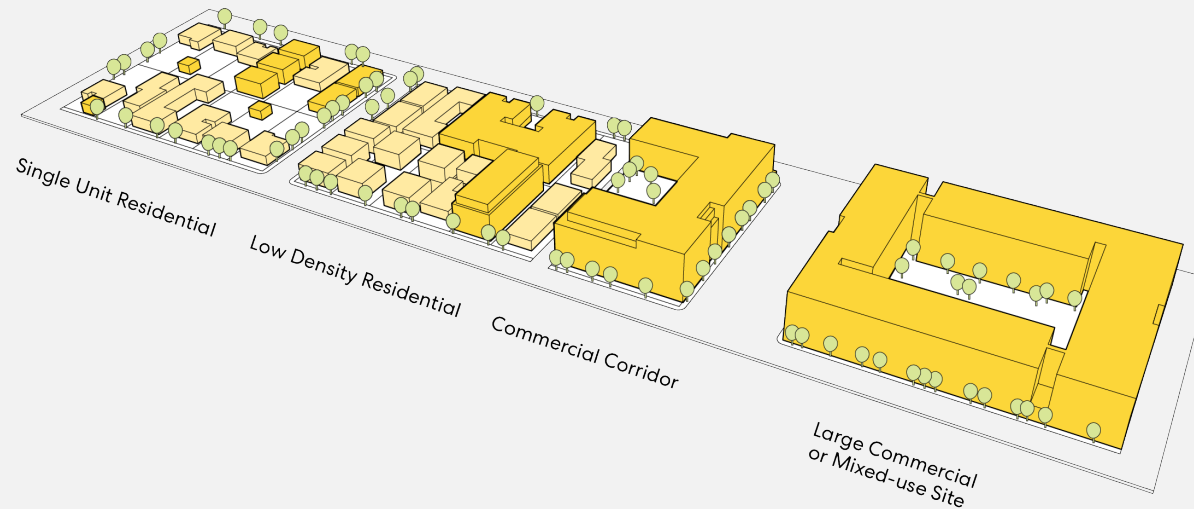 Single Unit Residential
Low Density Residential
Commercial Corridor
Large Commercial
or Mixed-use Site